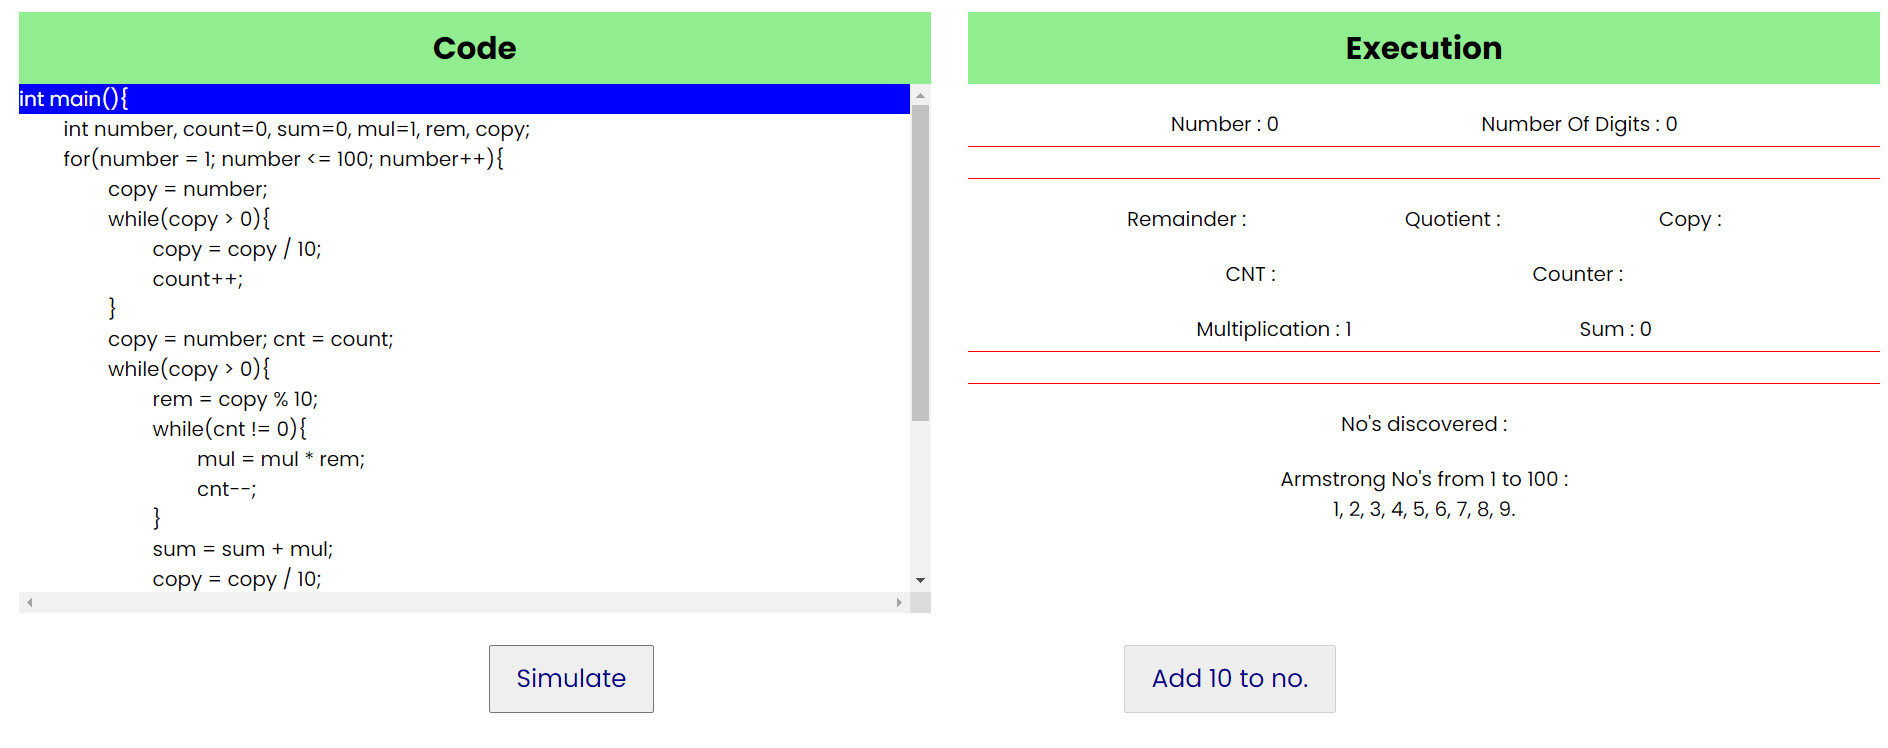 Code
int main(){
int number, count=0, sum=0, mul=1, rem, copy;
for(number = 1; number <= 100; number++){
copy = number;
while(copy > 0){
copy = copy / 10;
count++;
}
copy = number; cnt = count;
while(copy > 0){
rem = copy % 10;
while(cnt != 0){
mul = mul * rem;
cnt--;
}
sum = sum + mul;
copy = copy / 10;
Execution
Number : 0 Number Of Digits : 0
Remainder : Quotient : Copy :
CNT : Counter :
Multiplication : 1 Sum : 0
No's discovered :
Armstrong No's from 1 to 100 :
1, 2, 3, 4, 5, 6, 7, 8, 9.
Simulate
Add 10 to no.